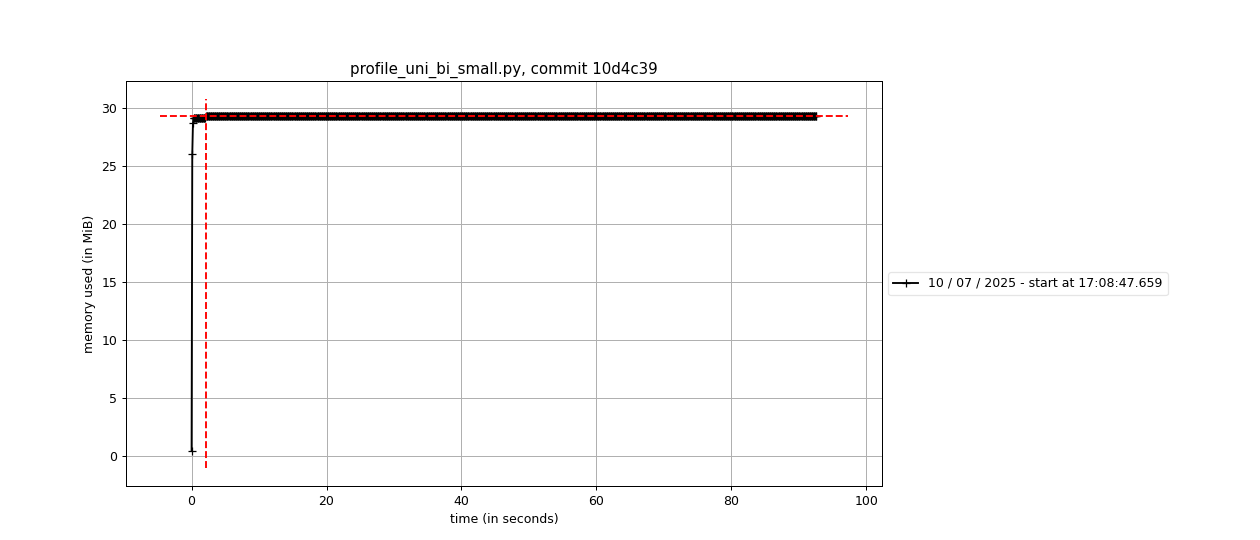 profile_uni_bi_small.py, commit 10d4c39
memory used (in MiB)
30
25
20
15
10
5
0
0 20 40 60 80 100
time (in seconds)
10 / 07 / 2025 - start at 17:08:47.659